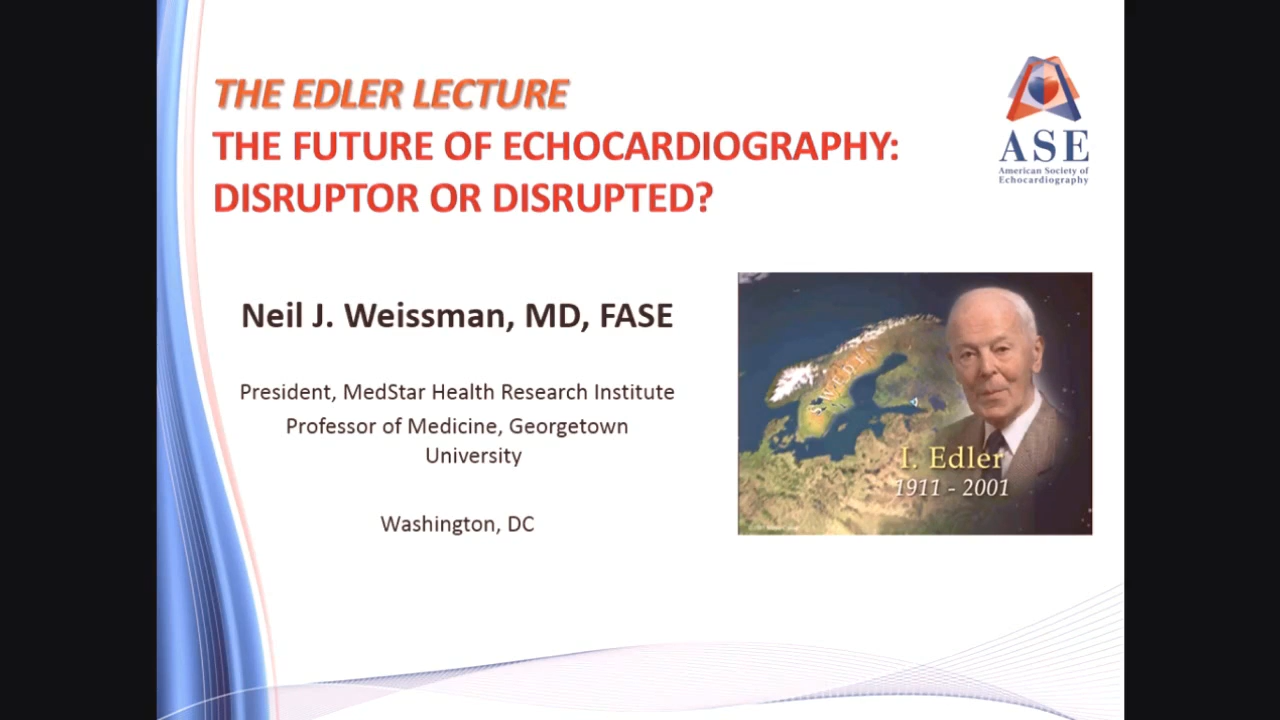 THE EDLER LECTURE
THE FUTURE OF ECHOCARDIOGRAPHY:
DISRUPTOR OR DISRUPTED?
ASE
American Society of
Echocardiography
Neil J. Weissman, MD, FASE
President, MedStar Health Research Institute
Professor of Medicine, Georgetown
University
Washington, DC
SWEDEN
I. Edler
1911 - 2001